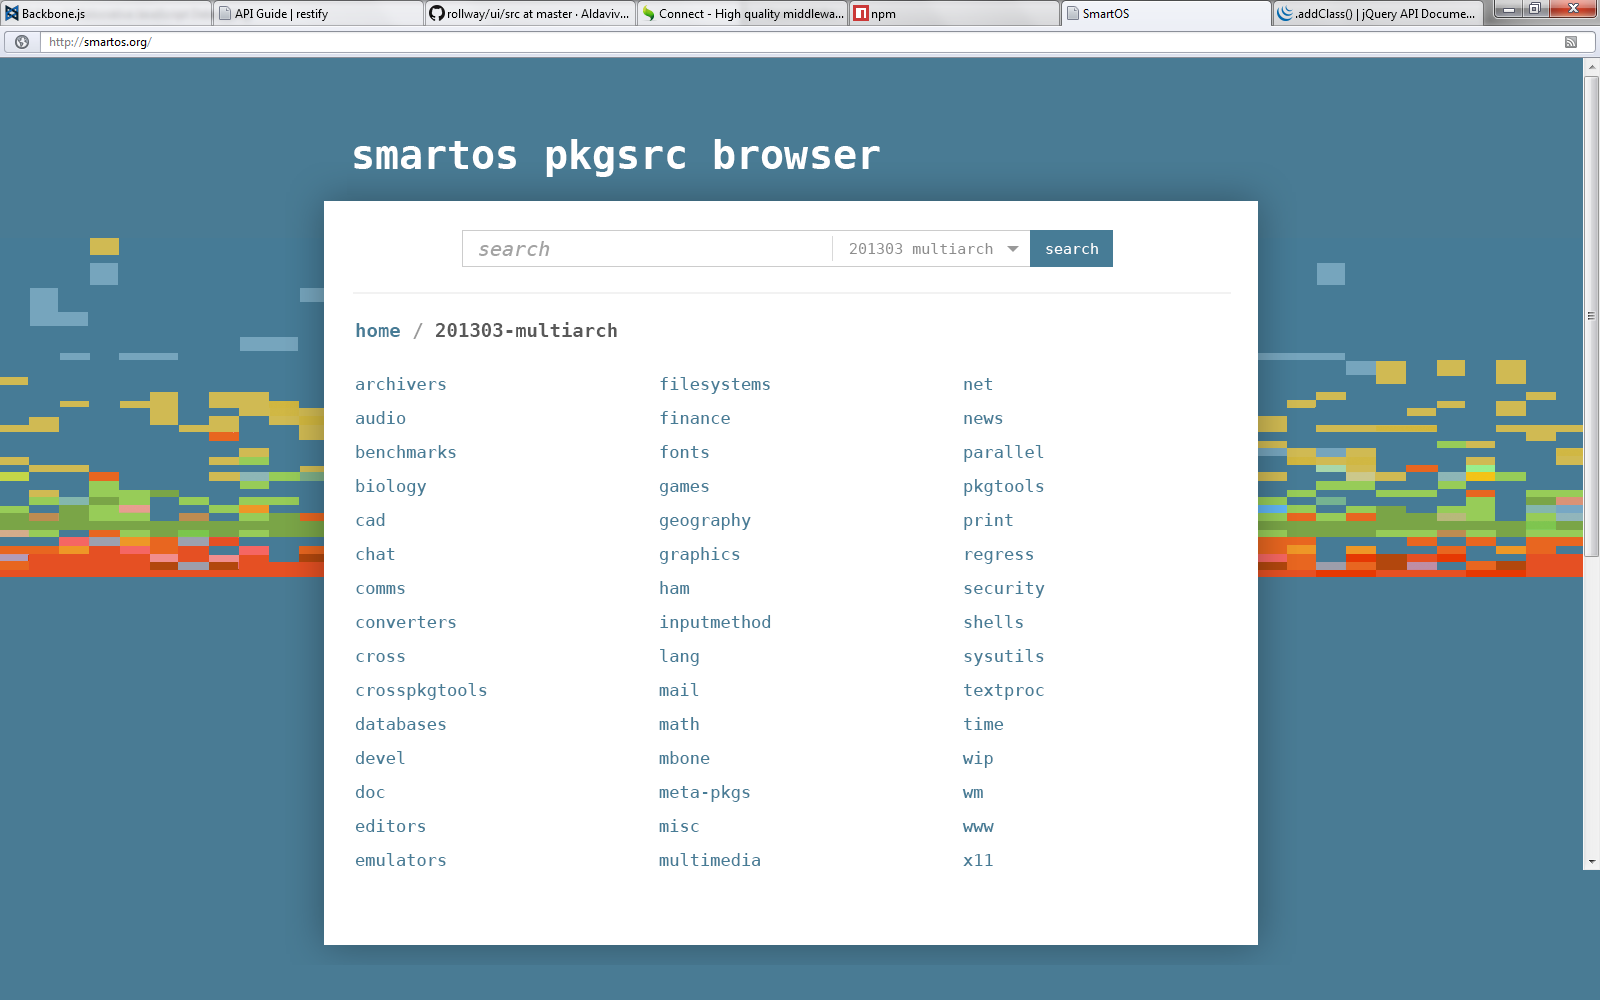 Backbone.js
API Guide | restify
rollway/ui/src at master · Aldaviv...
Connect - High quality middlewa...
npm
SmartOS
.addClass() | jQuery API Docume...
http://smartos.org/
smartos pkgsrc browser
search 201303 multiarch search
home / 201303-multiarch
archivers
audio
benchmarks
biology
cad
chat
comms
converters
cross
crosspkgtools
databases
devel
doc
editors
emulators
filesystems
finance
fonts
games
geography
graphics
ham
inputmethod
lang
mail
math
mbone
meta-pkgs
misc
multimedia
net
news
parallel
pkgtools
print
regress
security
shells
sysutils
textproc
time
wip
wm
www
x11